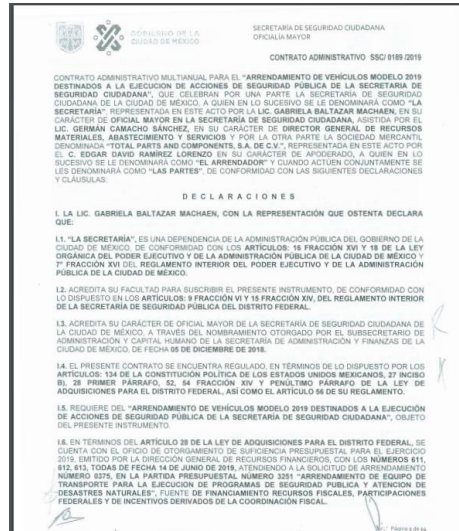 GOBIERNO DE LA
CIUDAD DE MÉXICO
SECRETARÍA DE SEGURIDAD CIUDADANA
OFICIALÍA MAYOR
CONTRATO ADMINISTRATIVO SSC/ 0189 /2019
CONTRATO ADMINISTRATIVO MULTIANUAL PARA EL "ARRENDAMIENTO DE VEHÍCULOS MODELO 2019
DESTINADOS A LA EJECUCION DE ACCIONES DE SEGURIDAD PÚBLICA DE LA SECRETARIA DE
SEGURIDAD CIUDADANA", QUE CELEBRAN POR UNA PARTE LA SECRETARÍA DE SEGURIDAD
CIUDADANA DE LA CIUDAD DE MÉXICO, A QUIEN EN LO SUCESIVO SE LE DENOMINARÁ COMO "LA
SECRETARÍA", REPRESENTADA EN ESTE ACTO POR LA LIC. GABRIELA BALTAZAR MACHAEN, EN SU
CARÁCTER DE OFICIAL MAYOR EN LA SECRETARÍA DE SEGURIDAD CIUDADANA, ASISTIDA POR EL
LIC. GERMÁN CAMACHO SÁNCHEZ, EN SU CARÁCTER DE DIRECTOR GENERAL DE RECURSOS
MATERIALES, ABASTECIMIENTO Y SERVICIOS Y POR LA OTRA PARTE LA SOCIEDAD MERCANTIL
DENOMINADA "TOTAL PARTS AND COMPONENTS, S.A. DE C.V.", REPRESENTADA EN ESTE ACTO POR
EL C. EDGAR DAVID RAMÍREZ LORENZO EN SU CARÁCTER DE APODERADO, A QUIEN EN LO
SUCESIVO SE LE DENOMINARÁ COMO "EL ARRENDADOR" Y CUANDO ACTÚEN CONJUNTAMENTE SE
LES DENOMINARÁ COMO "LAS PARTES", DE CONFORMIDAD CON LAS SIGUIENTES DECLARACIONES
Y CLÁUSULAS:
D E C L A R A C I O N E S
I. LA LIC. GABRIELA BALTAZAR MACHAEN, CON LA REPRESENTACIÓN QUE OSTENTA DECLARA
QUE:
I.1. "LA SECRETARÍA", ES UNA DEPENDENCIA DE LA ADMINISTRACIÓN PÚBLICA DEL GOBIERNO DE LA
CIUDAD DE MÉXICO, DE CONFORMIDAD CON LOS ARTÍCULOS: 16 FRACCIÓN XVI Y 18 DE LA LEY
ORGÁNICA DEL PODER EJECUTIVO Y DE LA ADMINISTRACIÓN PÚBLICA DE LA CIUDAD DE MÉXICO Y
7° FRACCIÓN XVI DEL REGLAMENTO INTERIOR DEL PODER EJECUTIVO Y DE LA ADMINISTRACIÓN
PÚBLICA DE LA CIUDAD DE MÉXICO.
I.2. ACREDITA SU FACULTAD PARA SUSCRIBIR EL PRESENTE INSTRUMENTO, DE CONFORMIDAD CON
LO DISPUESTO EN LOS ARTÍCULOS: 9 FRACCIÓN VI Y 15 FRACCIÓN XIV, DEL REGLAMENTO INTERIOR
DE LA SECRETARÍA DE SEGURIDAD PÚBLICA DEL DISTRITO FEDERAL.
I.3. ACREDITA SU CARÁCTER DE OFICIAL MAYOR DE LA SECRETARÍA DE SEGURIDAD CIUDADANA DE
LA CIUDAD DE MÉXICO, A TRAVÉS DEL NOMBRAMIENTO OTORGADO POR EL SUBSECRETARIO DE
ADMINISTRACIÓN Y CAPITAL HUMANO DE LA SECRETARÍA DE ADMINISTRACIÓN Y FINANZAS DE LA
CIUDAD DE MÉXICO, DE FECHA 05 DE DICIEMBRE DE 2018.
I.4. EL PRESENTE CONTRATO SE ENCUENTRA REGULADO, EN TÉRMINOS DE LO DISPUESTO POR LOS
ARTÍCULOS: 134 DE LA CONSTITUCIÓN POLÍTICA DE LOS ESTADOS UNIDOS MEXICANOS, 27 INCISO
B), 28 PRIMER PÁRRAFO, 52, 54 FRACCIÓN XIV Y PENÚLTIMO PÁRRAFO DE LA LEY DE
ADQUISICIONES PARA EL DISTRITO FEDERAL, ASÍ COMO EL ARTÍCULO 56 DE SU REGLAMENTO.
I.5. REQUIERE DEL "ARRENDAMIENTO DE VEHÍCULOS MODELO 2019 DESTINADOS A LA EJECUCIÓN
DE ACCIONES DE SEGURIDAD PÚBLICA DE LA SECRETARÍA DE SEGURIDAD CIUDADANA", OBJETO
DEL PRESENTE INSTRUMENTO.
I.6. EN TÉRMINOS DEL ARTÍCULO 28 DE LA LEY DE ADQUISICIONES PARA EL DISTRITO FEDERAL, SE
CUENTA CON EL OFICIO DE OTORGAMIENTO DE SUFICIENCIA PRESUPUESTAL PARA EL EJERCICIO
2019, EMITIDO POR LA DIRECCIÓN GENERAL DE RECURSOS FINANCIEROS, CON LOS NÚMEROS 611,
612, 613, TODAS DE FECHA 14 DE JUNIO DE 2019, ATENDIENDO A LA SOLICITUD DE ARRENDAMIENTO
NÚMERO 0375, EN LA PARTIDA PRESUPUESTAL NÚMERO 3251 "ARRENDAMIENTO DE EQUIPO DE
TRANSPORTE PARA LA EJECUCION DE PROGRAMAS DE SEGURIDAD PUBLICA Y ATENCION DE
DESASTRES NATURALES", FUENTE DE FINANCIAMIENTO RECURSOS FISCALES, PARTICIPACIONES
FEDERALES Y DE INCENTIVOS DERIVADOS DE LA COORDINACIÓN FISCAL.
Página